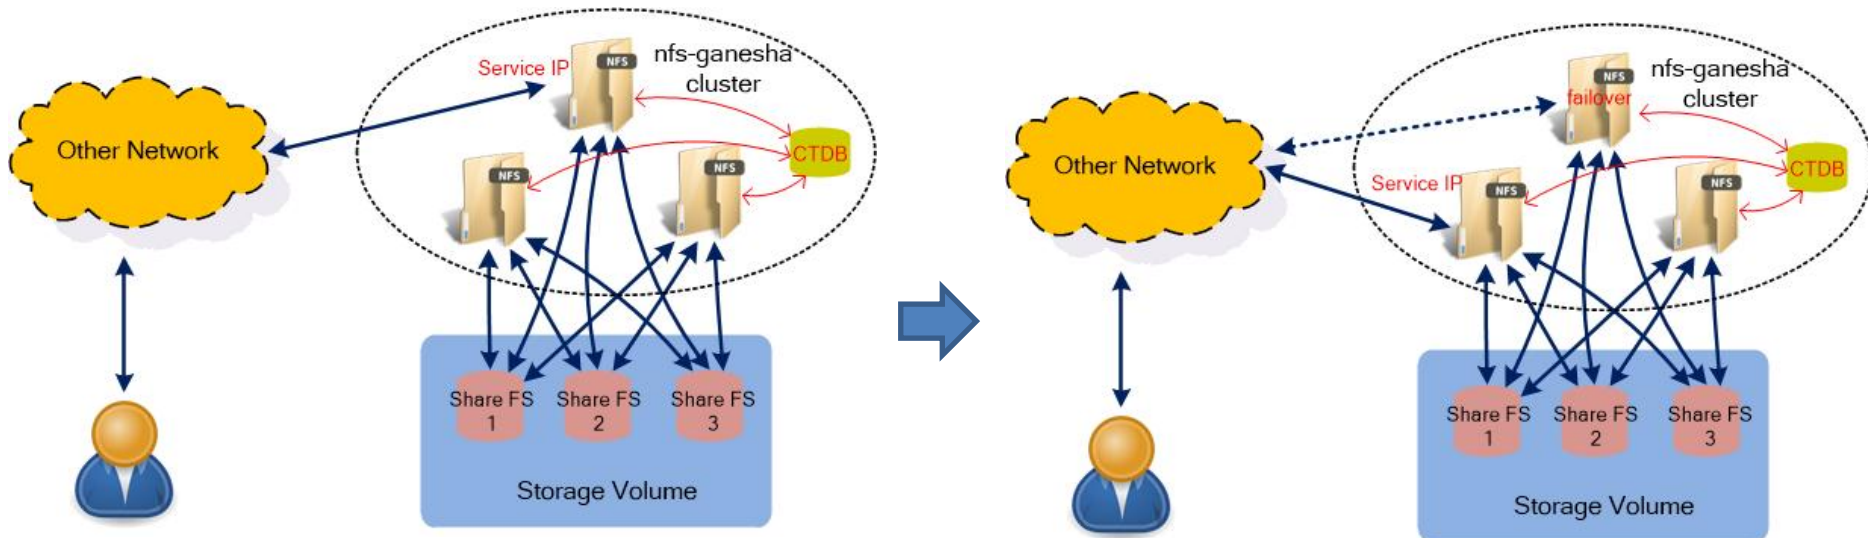 NFS
nfs-ganesha
cluster
Service IP
Other Network
NFS
NFS
CTDB
Share FS
1
Share FS
2
Share FS
3
Storage Volume
NFS
nfs-ganesha
cluster
failover
Other Network
Service IP
NFS
NFS
CTDB
Share FS
1
Share FS
2
Share FS
3
Storage Volume